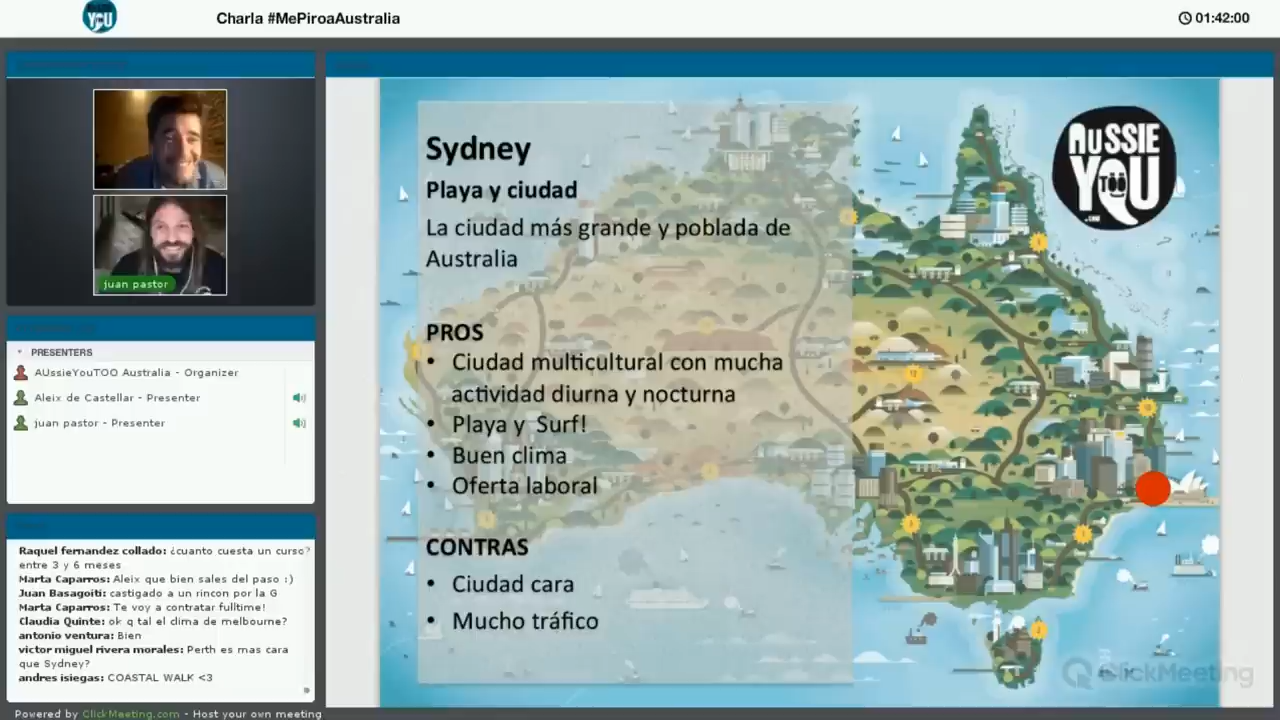 Charla #MePiroaAustralia
01:42:00
YOU
juan pastor
PRESENTERS
AUssieYouTOO Australia - Organizer
Aleix de Castellar - Presenter
juan pastor - Presenter
Raquel fernandez collado: ¿cuanto cuesta un curso?
entre 3 y 6 meses
Marta Caparros: Aleix que bien sales del paso :)
Juan Basagoiti: castigado a un rincon por la G
Marta Caparros: Te voy a contratar fulltime!
Claudia Quinte: ok q tal el clima de melbourne?
antonio ventura: Bien
victor miguel rivera morales: Perth es mas cara
que Sydney?
andres isiegas: COASTAL WALK <3
Powered by ClickMeeting.com - Host your own meeting
Sydney
Playa y ciudad
La ciudad más grande y poblada de
Australia
PROS
• Ciudad multicultural con mucha
actividad diurna y nocturna
• Playa y Surf!
• Buen clima
• Oferta laboral
CONTRAS
• Ciudad cara
• Mucho tráfico
AUSSIE
YOU
TOO
.COM
ClickMeeting